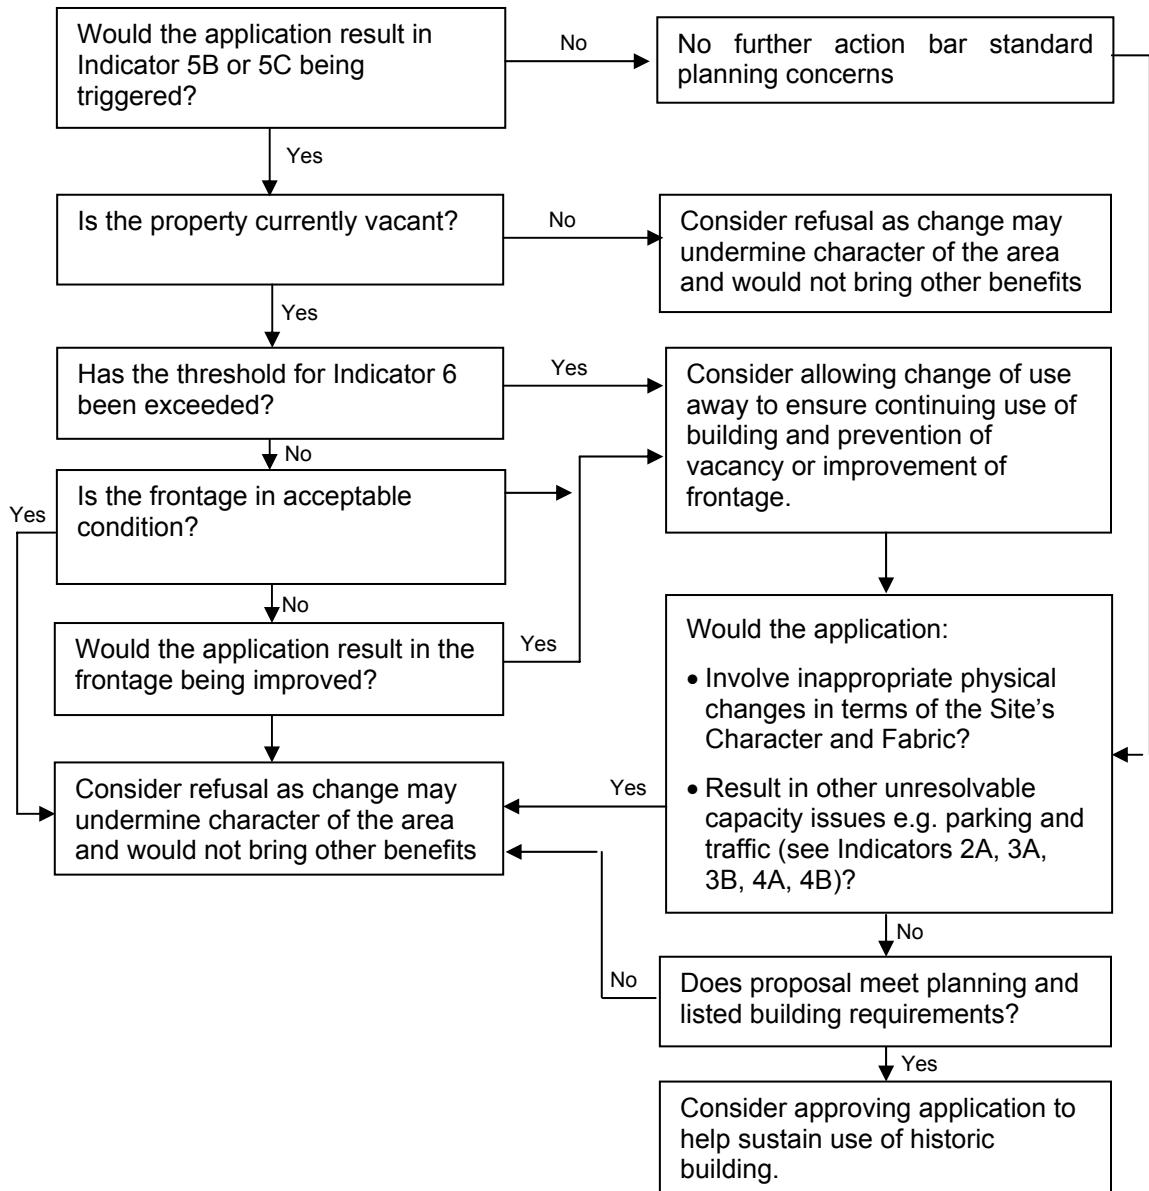 Would the application result in
Indicator 5B or 5C being
triggered?
No
No further action bar standard
planning concerns
Yes
Is the property currently vacant?
No
Consider refusal as change may
undermine character of the area
and would not bring other benefits
Yes
Has the threshold for Indicator 6
been exceeded?
Yes
Consider allowing change of use
away to ensure continuing use of
building and prevention of
vacancy or improvement of
frontage.
No
Is the frontage in acceptable
condition?
Yes
No
Would the application result in the
frontage being improved?
Yes
Would the application:
• Involve inappropriate physical
changes in terms of the Site’s
Character and Fabric?
• Result in other unresolvable
capacity issues e.g. parking and
traffic (see Indicators 2A, 3A,
3B, 4A, 4B)?
Yes
Consider refusal as change may
undermine character of the area
and would not bring other benefits
No
Does proposal meet planning and
listed building requirements?
No
Yes
Consider approving application to
help sustain use of historic
building.